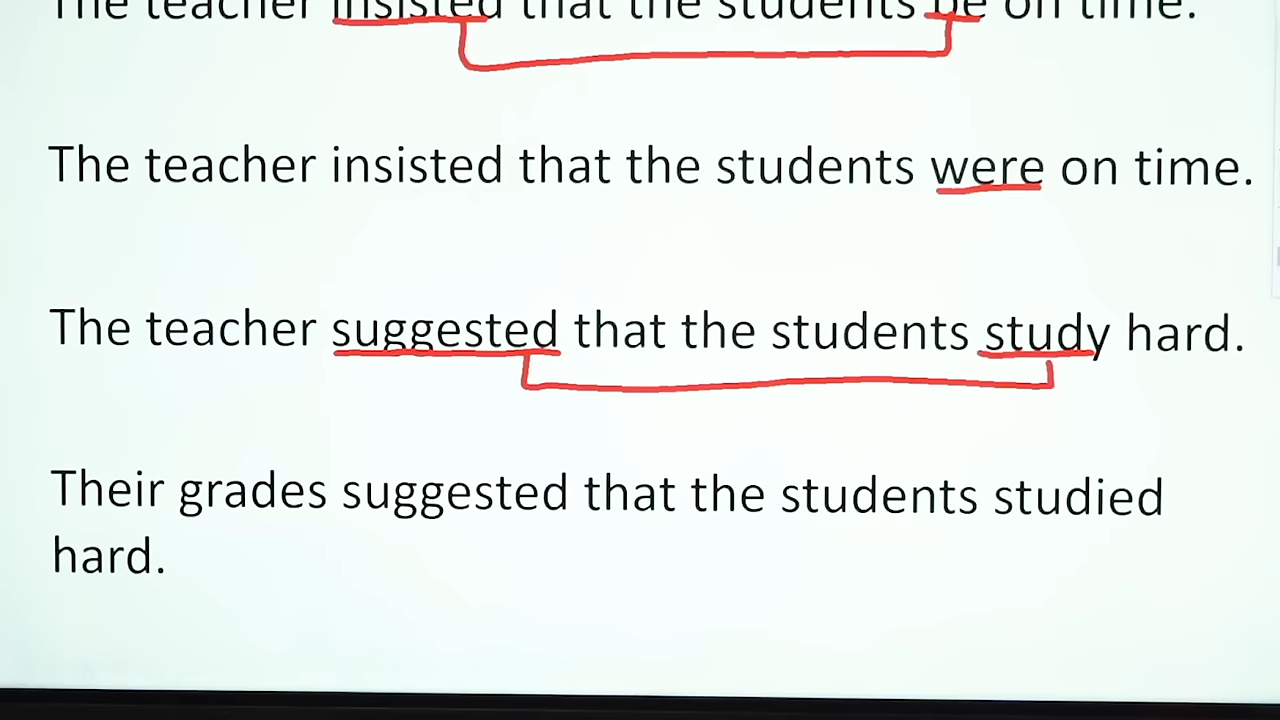 The teacher insisted that the students be on time.
The teacher insisted that the students were on time.
The teacher suggested that the students study hard.
Their grades suggested that the students studied
hard.